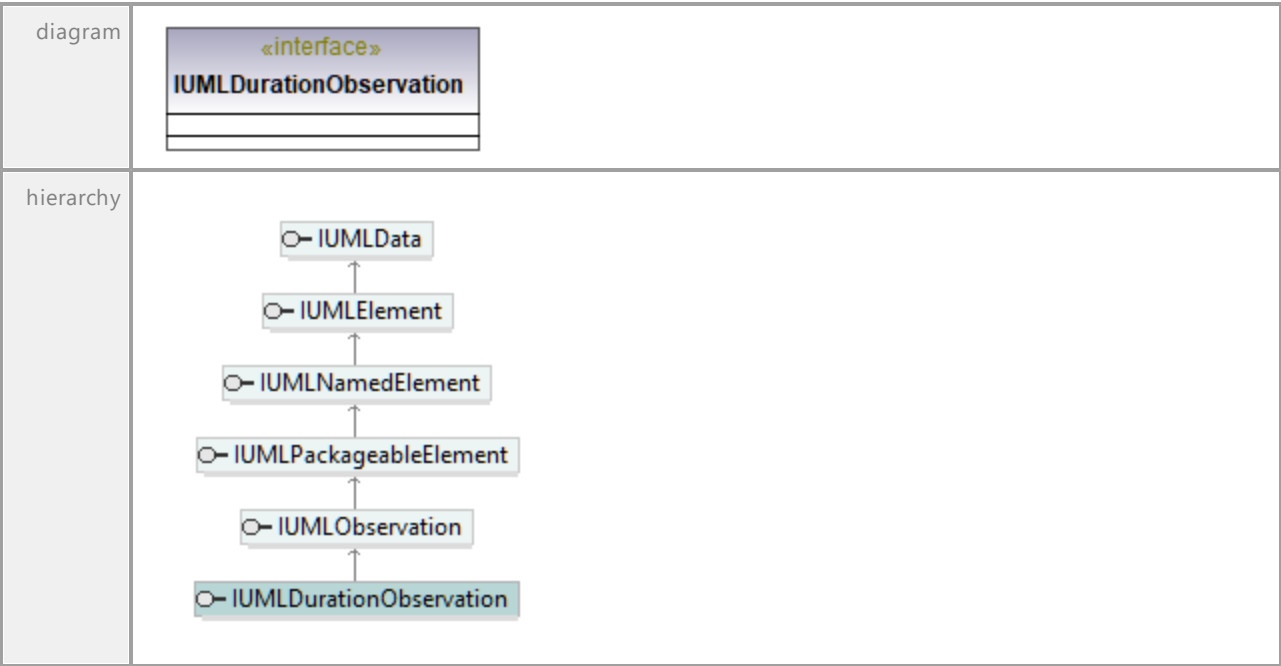 diagram
«interface»
IUMLDurationObservation
hierarchy
IUMLData
IUMLElement
IUMLNamedElement
IUMLPackageableElement
IUMLObservation
IUMLDurationObservation